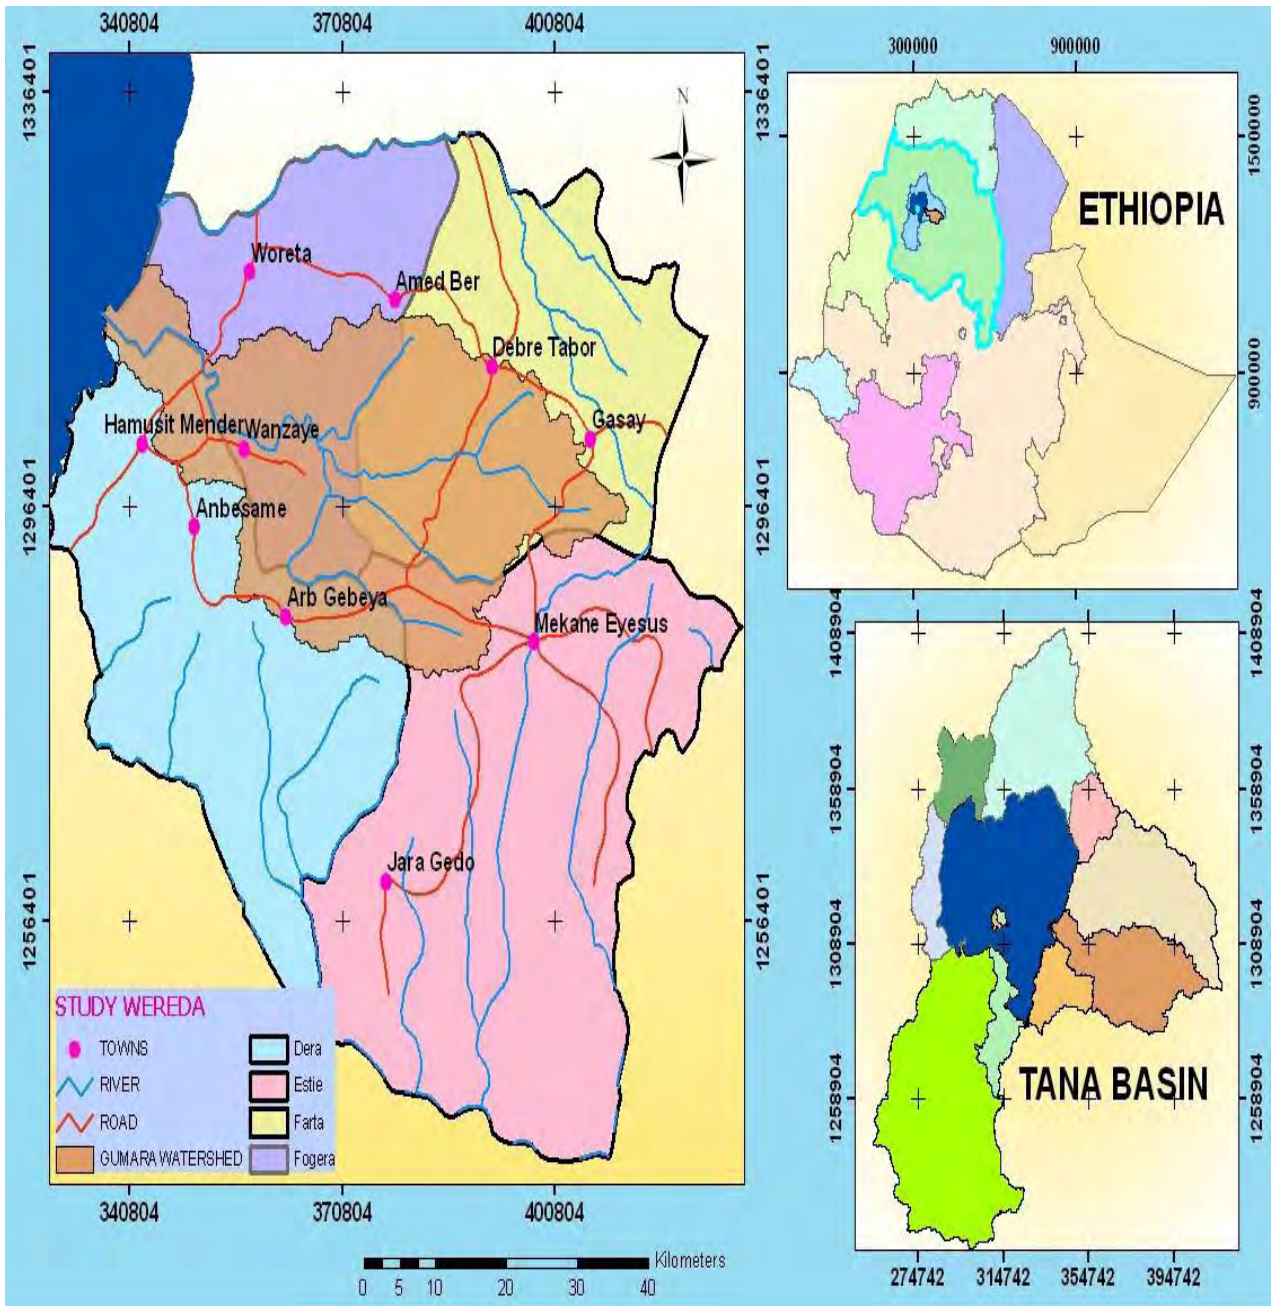 340804
370804
400804
1336401
1296401
1256401
N
Woreta
Amed Ber
Debre Tabor
Hamusit Mender
Wanzaye
Gasay
Anbesame
Arb Gebeya
Mekane Eyesus
Jara Gedo
STUDY WEREDA
TOWNS
RIVER
ROAD
GUMARA WATERSHED
Dera
Estie
Farta
Fogera
1336401
1296401
1256401
340804
370804
400804
Kilometers
0 5 10 20 30 40
300000
900000
1500000
900000
ETHIOPIA
1408904
1358904
1308904
1258904
1408904
1358904
1308904
1258904
TANA BASIN
274742
314742
354742
394742